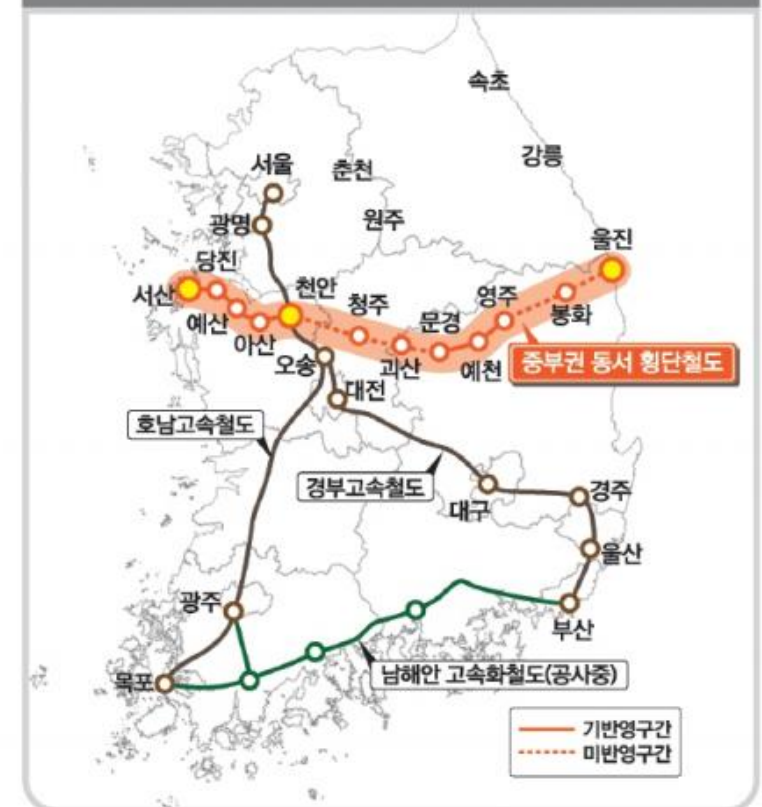 속초
강릉
서울
춘천
원주
광명
울진
당진
서산
천안
예산
청주
영주
아산
문경
봉화
오송
괴산
예천
중부권 동서 횡단철도
대전
호남고속철도
경부고속철도
대구
경주
울산
광주
부산
목포
남해안 고속화철도(공사중)
기반영구간
미반영구간